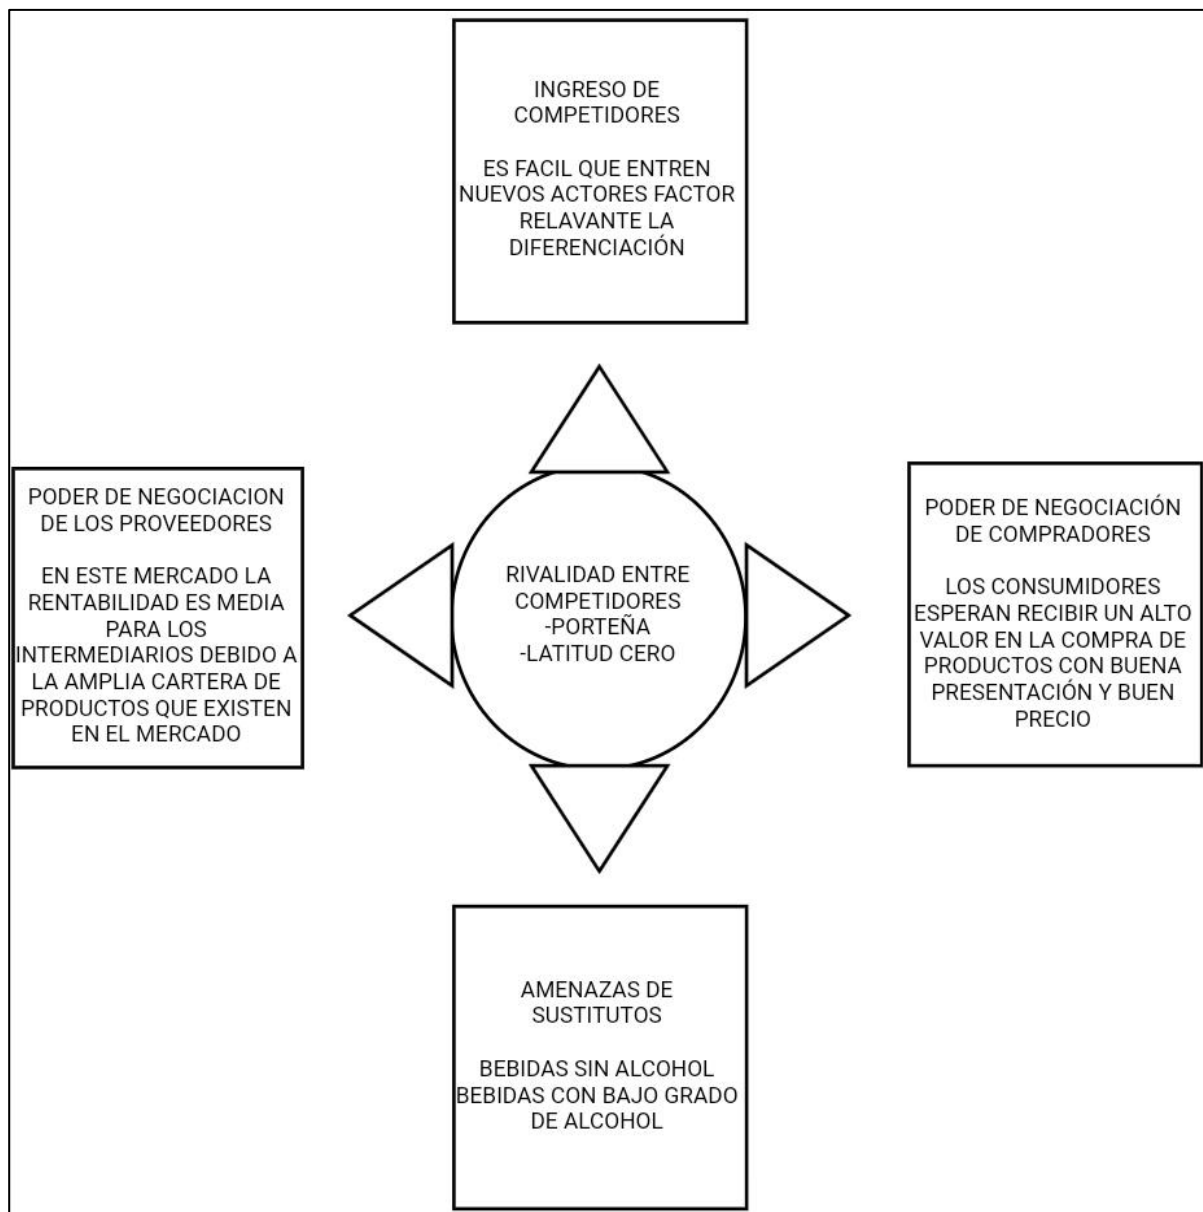 INGRESO DE
COMPETIDORES
ES FACIL QUE ENTREN
NUEVOS ACTORES FACTOR
RELAVANTE LA
DIFERENCIACIÓN
PODER DE NEGOCIACION
DE LOS PROVEEDORES
EN ESTE MERCADO LA
RENTABILIDAD ES MEDIA
PARA LOS
INTERMEDIARIOS DEBIDO A
LA AMPLIA CARTERA DE
PRODUCTOS QUE EXISTEN
EN EL MERCADO
RIVALIDAD ENTRE
COMPETIDORES
-PORTEÑA
-LATITUD CERO
PODER DE NEGOCIACIÓN
DE COMPRADORES
LOS CONSUMIDORES
ESPERAN RECIBIR UN ALTO
VALOR EN LA COMPRA DE
PRODUCTOS CON BUENA
PRESENTACIÓN Y BUEN
PRECIO
AMENAZAS DE
SUSTITUTOS
BEBIDAS SIN ALCOHOL
BEBIDAS CON BAJO GRADO
DE ALCOHOL